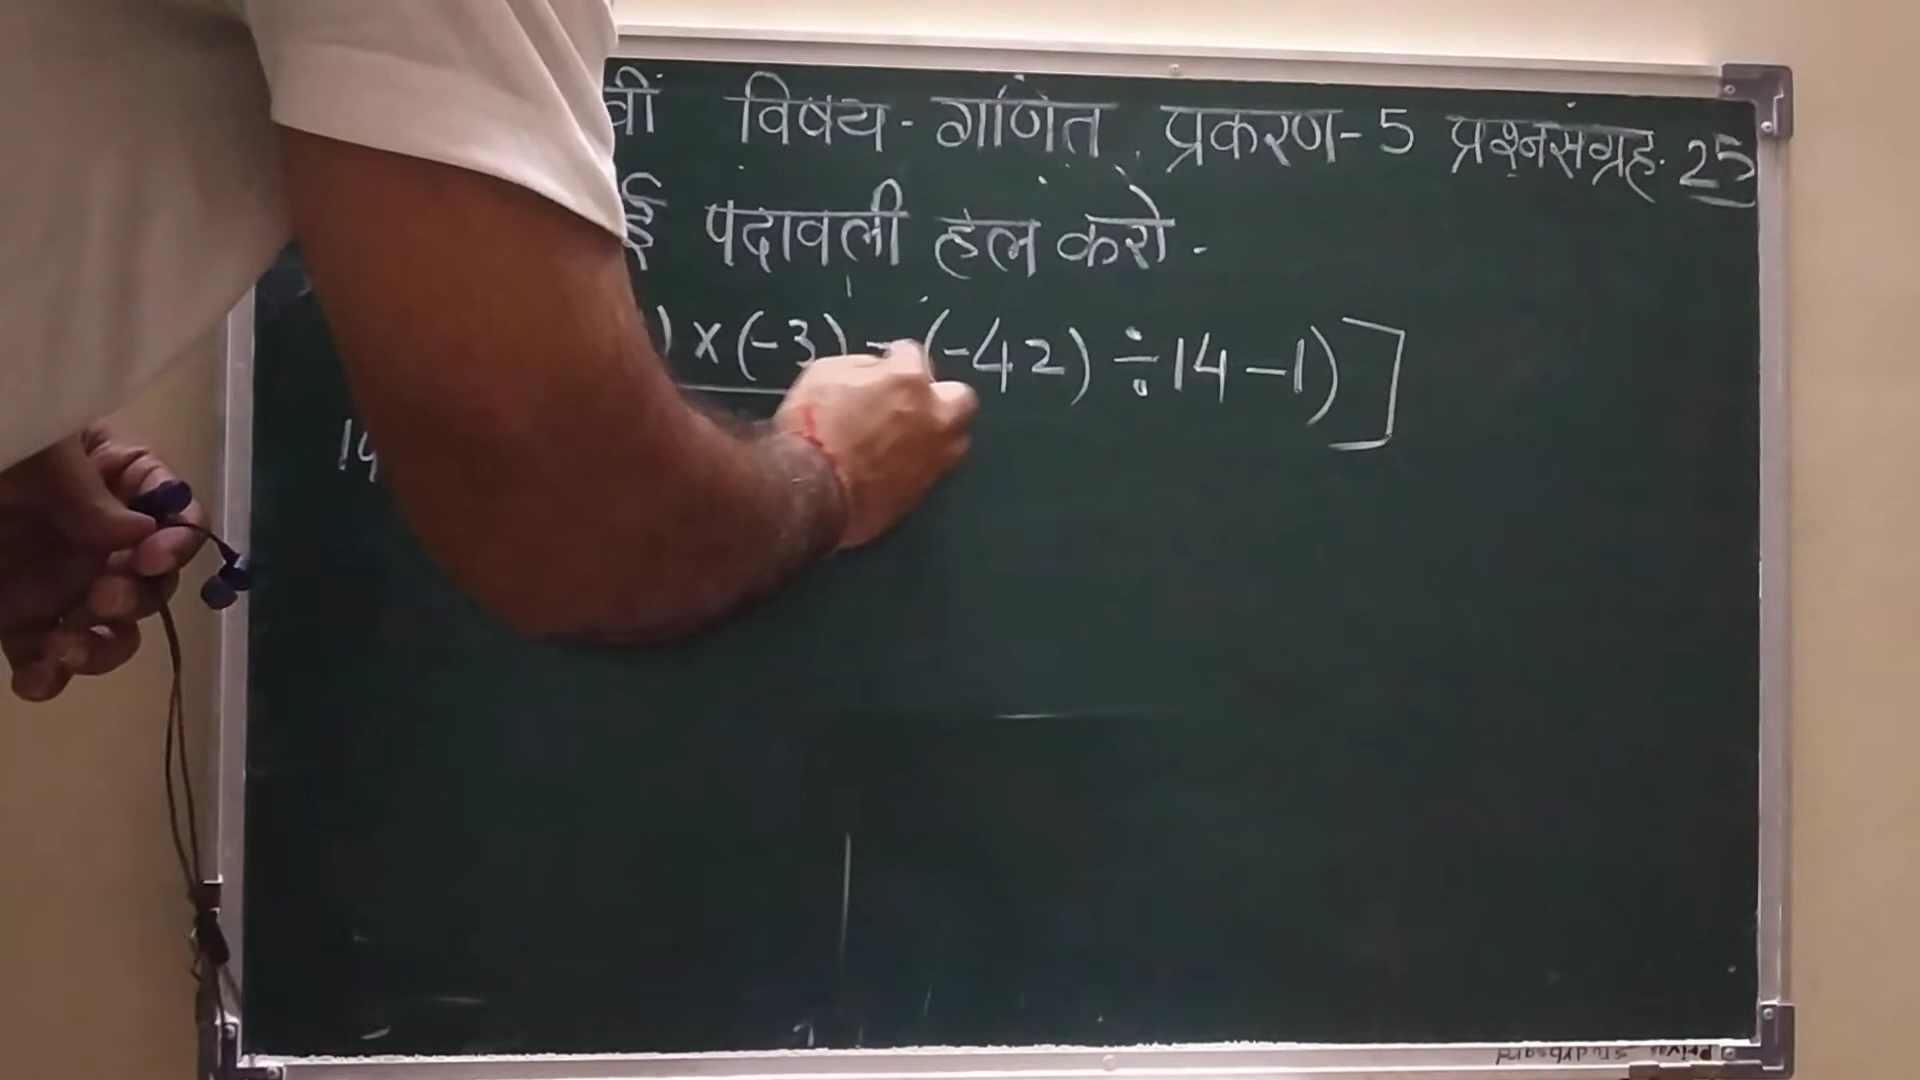 वीं विषय - गणित, प्रकरण - 5 प्रश्नसंग्रह. 25
ई पदावली हल करो -
) × (-3) - (-42) ÷ 14 - 1) ]
14